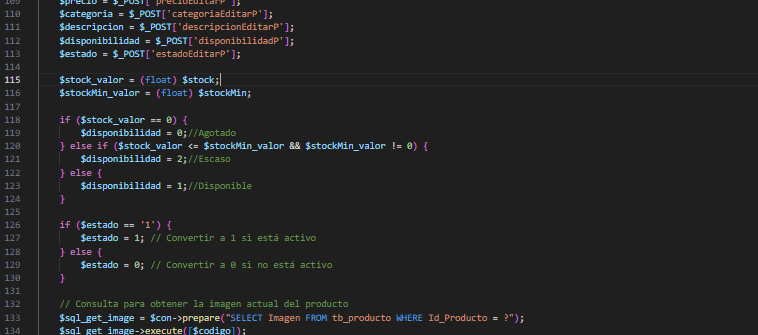 109 $precio = $_POST['precioEditarP'];
110 $categoria = $_POST['categoriaEditarP'];
111 $descripcion = $_POST['descripcionEditarP'];
112 $disponibilidad = $_POST['disponibilidadP'];
113 $estado = $_POST['estadoEditarP'];
114
115 $stock_valor = (float) $stock;
116 $stockMin_valor = (float) $stockMin;
117
118 if ($stock_valor == 0) {
119 $disponibilidad = 0;//Agotado
120 } else if ($stock_valor <= $stockMin_valor && $stockMin_valor != 0) {
121 $disponibilidad = 2;//Escaso
122 } else {
123 $disponibilidad = 1;//Disponible
124 }
125
126 if ($estado == '1') {
127 $estado = 1; // Convertir a 1 si está activo
128 } else {
129 $estado = 0; // Convertir a 0 si no está activo
130 }
131
132 // Consulta para obtener la imagen actual del producto
133 $sql_get_image = $con->prepare("SELECT Imagen FROM tb_producto WHERE Id_Producto = ?");
134 $sql_get_image->execute([$codigo]);